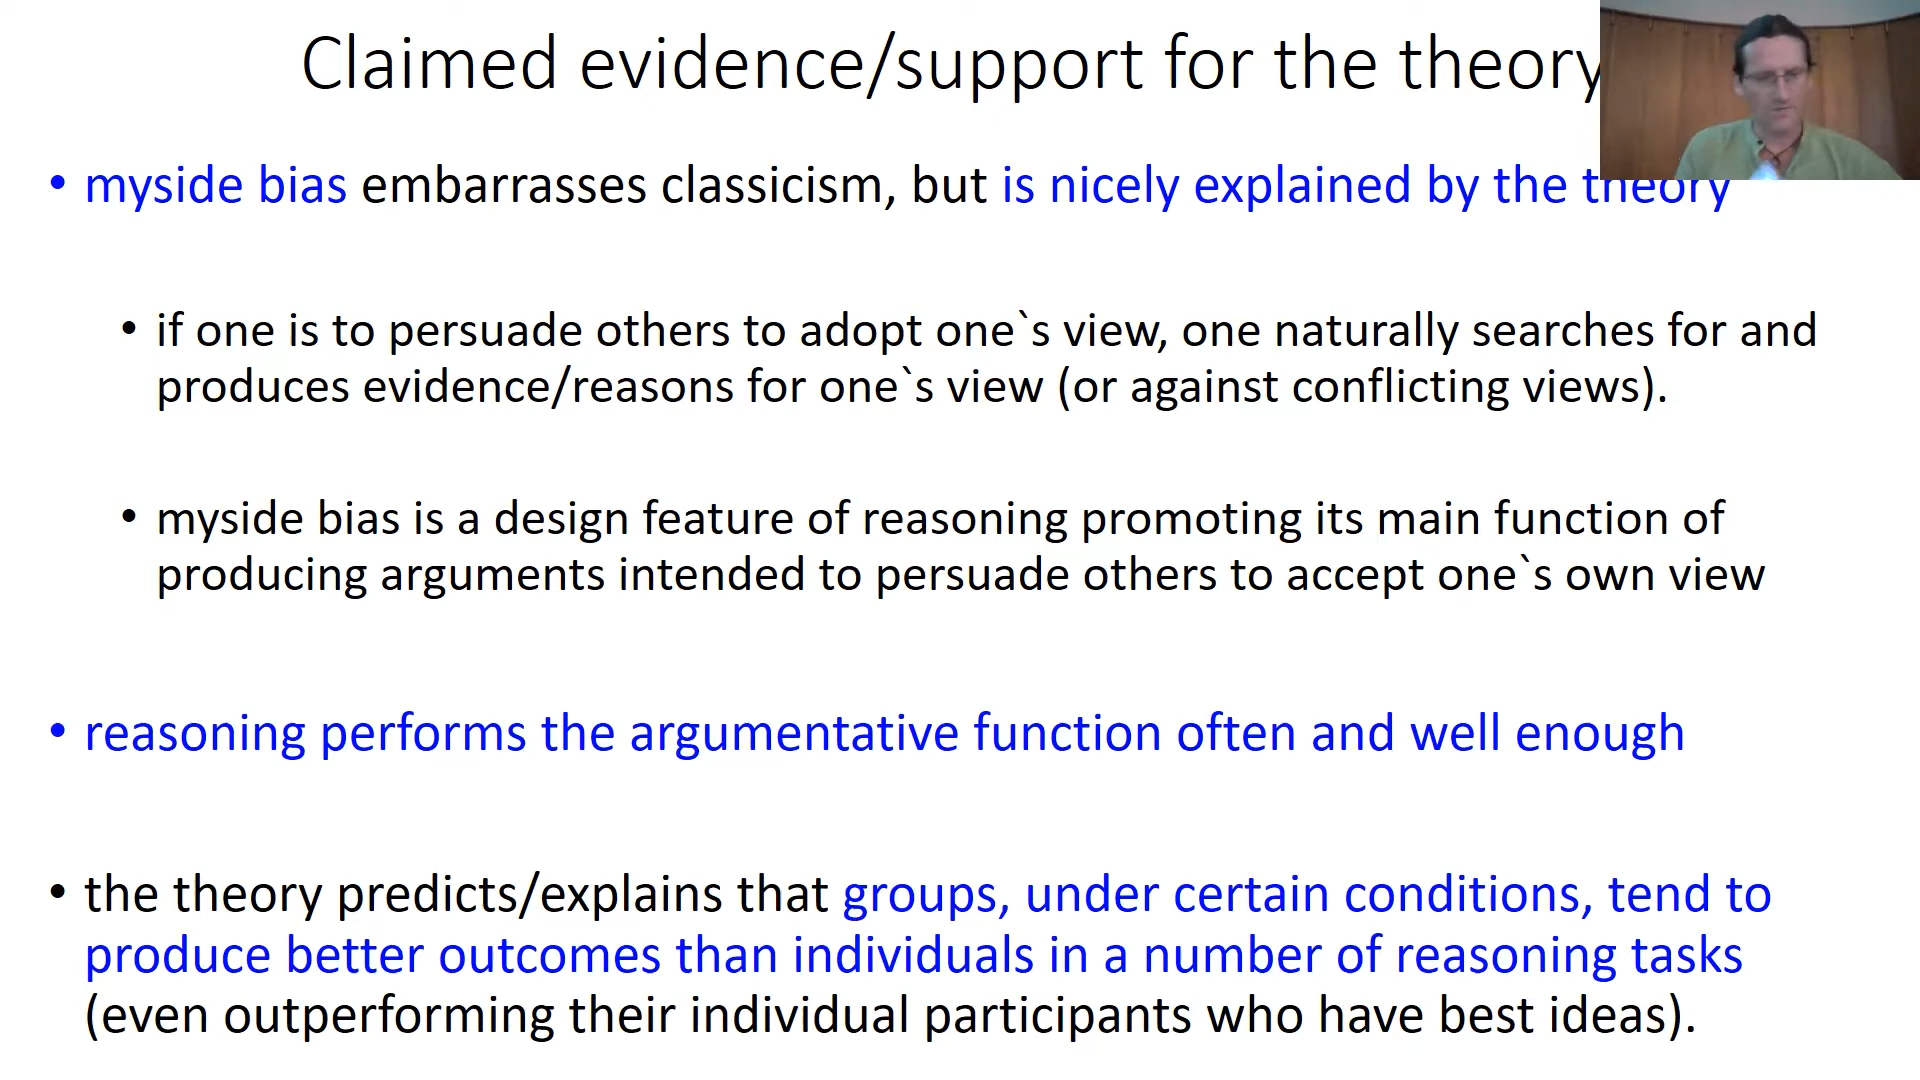 Claimed evidence/support for the theory
• myside bias embarrasses classicism, but is nicely explained by the theory
• if one is to persuade others to adopt one`s view, one naturally searches for and
produces evidence/reasons for one`s view (or against conflicting views).
• myside bias is a design feature of reasoning promoting its main function of
producing arguments intended to persuade others to accept one`s own view
• reasoning performs the argumentative function often and well enough
• the theory predicts/explains that groups, under certain conditions, tend to
produce better outcomes than individuals in a number of reasoning tasks
(even outperforming their individual participants who have best ideas).